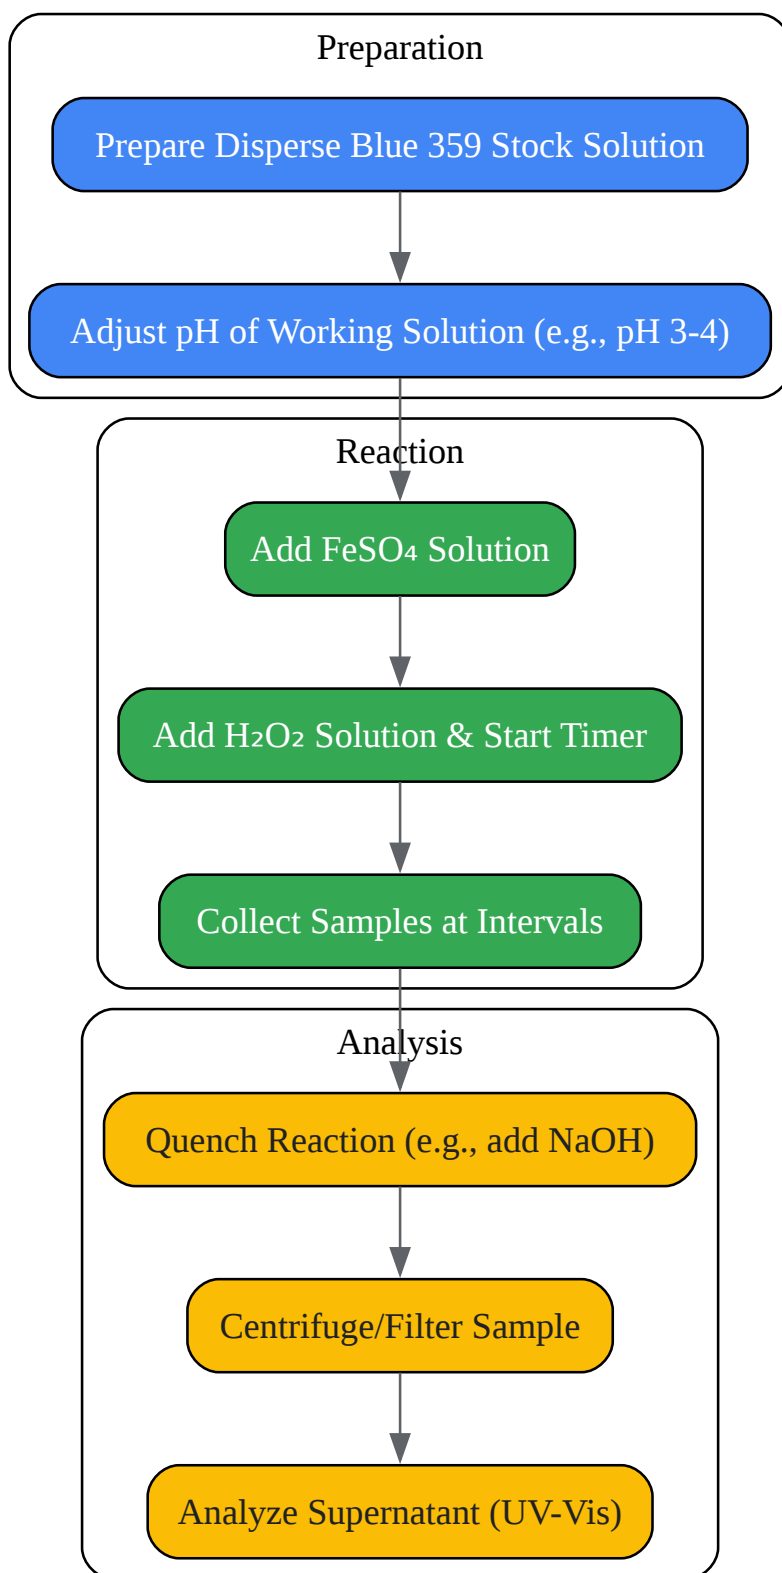 Preparation
Prepare Disperse Blue 359 Stock Solution
Adjust pH of Working Solution (e.g., pH 3-4)
Reaction
Add FeSO₄ Solution
Add H₂O₂ Solution & Start Timer
Collect Samples at Intervals
Analysis
Quench Reaction (e.g., add NaOH)
Centrifuge/Filter Sample
Analyze Supernatant (UV-Vis)